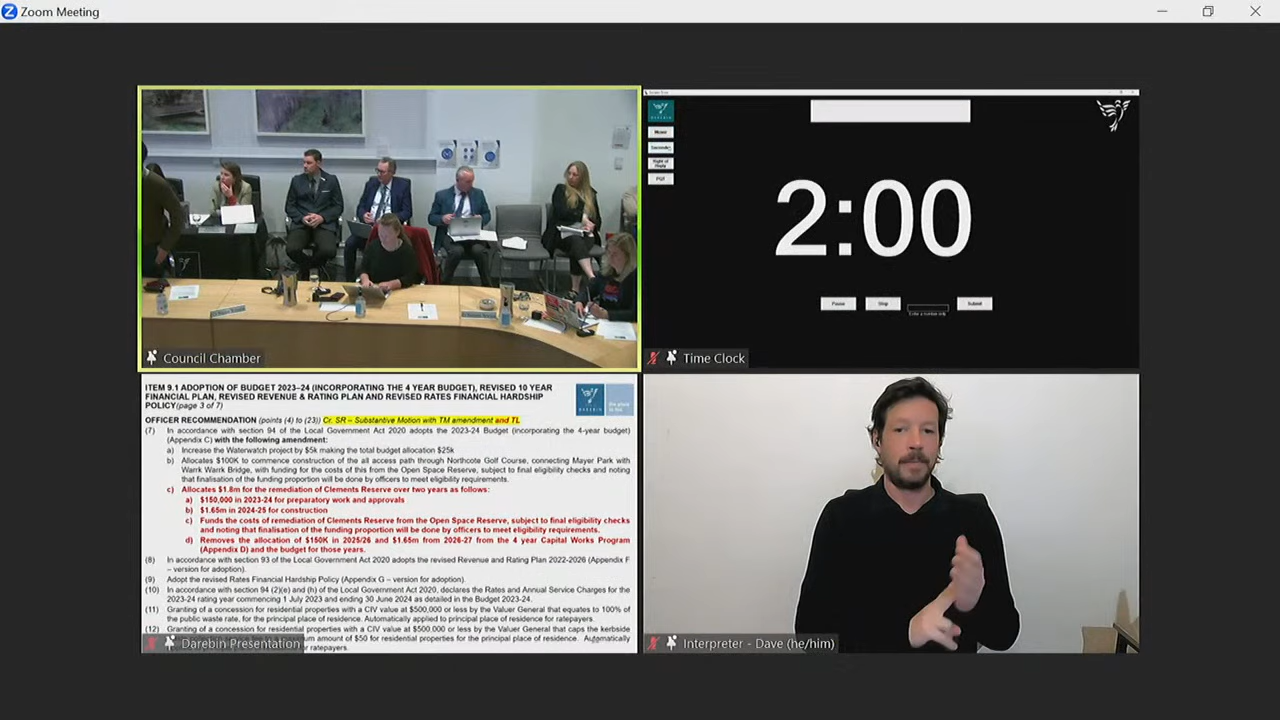 Zoom Meeting
Council Chamber
2:00
Pause
Stop
Submit
Time Clock
ITEM 9.1 ADOPTION OF BUDGET 2023–24 (INCORPORATING THE 4 YEAR BUDGET), REVISED 10 YEAR
FINANCIAL PLAN, REVISED REVENUE & RATING PLAN AND REVISED RATES FINANCIAL HARDSHIP
POLICY(page 3 of 7)
OFFICER RECOMMENDATION (points (4) to (23)) Cr. SR – Substantive Motion with TM amendment and TL
(7) In accordance with section 94 of the Local Government Act 2020 adopts the 2023-24 Budget (incorporating the 4-year budget)
(Appendix C) with the following amendment:
a) Increase the Waterwatch project by $5k making the total budget allocation $25k
b) Allocates $100K to commence construction of the all access path through Northcote Golf Course, connecting Mayer Park with
Warrk Warrk Bridge, with funding for the costs of this from the Open Space Reserve, subject to final eligibility checks and noting
that finalisation of the funding proportion will be done by officers to meet eligibility requirements.
c) Allocates $1.8m for the remediation of Clements Reserve over two years as follows:
a) $150,000 in 2023-24 for preparatory work and approvals
b) $1.65m in 2024-25 for construction
c) Funds the costs of remediation of Clements Reserve from the Open Space Reserve, subject to final eligibility checks
and noting that finalisation of the funding proportion will be done by officers to meet eligibility requirements.
d) Removes the allocation of $150K in 2025/26 and $1.65m from 2026-27 from the 4 year Capital Works Program
(Appendix D) and the budget for those years.
(8) In accordance with section 93 of the Local Government Act 2020 adopts the revised Revenue and Rating Plan 2022-2026 (Appendix F
– version for adoption).
(9) Adopt the revised Rates Financial Hardship Policy (Appendix G – version for adoption).
(10) In accordance with section 94 (2)(e) and (h) of the Local Government Act 2020, declares the Rates and Annual Service Charges for the
2023-24 rating year commencing 1 July 2023 and ending 30 June 2024 as detailed in the Budget 2023-24.
(11) Granting of a concession for residential properties with a CIV value at $500,000 or less by the Valuer General that equates to 100% of
the public waste rate, for the principal place of residence. Automatically applied to principal place of residence for ratepayers.
(12) Granting of a concession for residential properties with a CIV value at $500,000 or less by the Valuer General that caps the kerbside
amount of $50 for residential properties for the principal place of residence. Automatically
ratepayers.
Darebin Presentation
Interpreter - Dave (he/him)